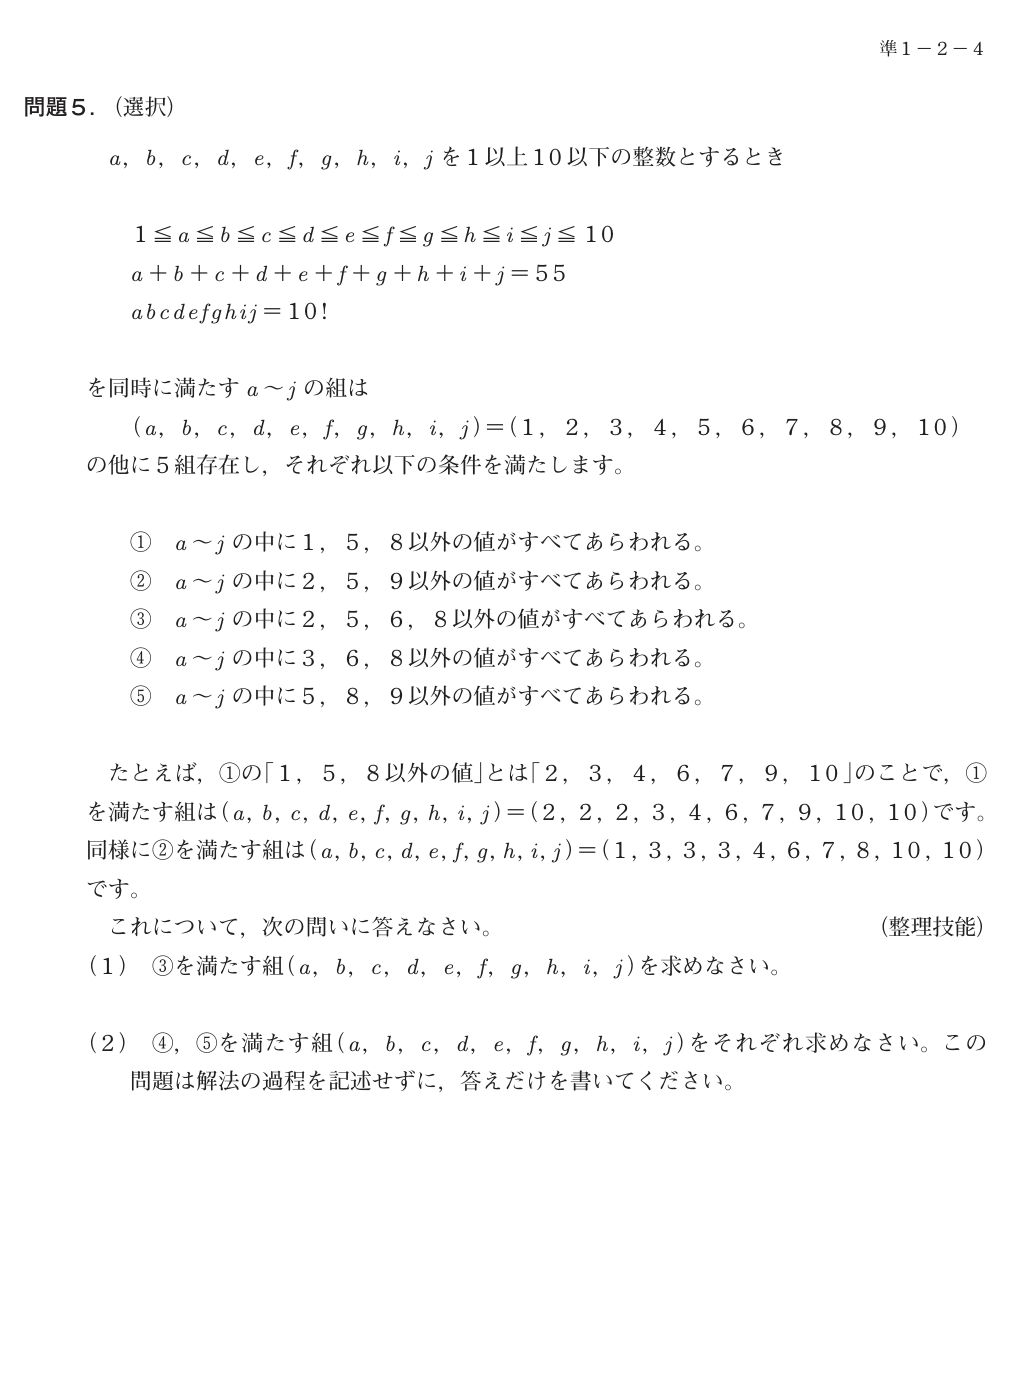 準１－２－４
問題５．（選択）
a，b，c，d，e，f，g，h，i，j を１以上１０以下の整数とするとき
１≦a≦b≦c≦d≦e≦f≦g≦h≦i≦j≦１０
a＋b＋c＋d＋e＋f＋g＋h＋i＋j＝５５
abcdefghij＝１０!
を同時に満たす a～j の組は
(a，b，c，d，e，f，g，h，i，j)＝(１，２，３，４，５，６，７，８，９，１０)
の他に５組存在し，それぞれ以下の条件を満たします。
① a～j の中に１，５，８以外の値がすべてあらわれる。
② a～j の中に２，５，９以外の値がすべてあらわれる。
③ a～j の中に２，５，６，８以外の値がすべてあらわれる。
④ a～j の中に３，６，８以外の値がすべてあらわれる。
⑤ a～j の中に５，８，９以外の値がすべてあらわれる。
たとえば，①の｢１，５，８以外の値｣とは｢２，３，４，６，７，９，１０｣のことで，①
を満たす組は(a，b，c，d，e，f，g，h，i，j)＝(２，２，２，３，４，６，７，９，１０，１０)です。
同様に②を満たす組は(a，b，c，d，e，f，g，h，i，j)＝(１，３，３，３，４，６，７，８，１０，１０)
です。
これについて，次の問いに答えなさい。 （整理技能）
（１） ③を満たす組(a，b，c，d，e，f，g，h，i，j)を求めなさい。
（２） ④，⑤を満たす組(a，b，c，d，e，f，g，h，i，j)をそれぞれ求めなさい。この
問題は解法の過程を記述せずに，答えだけを書いてください。